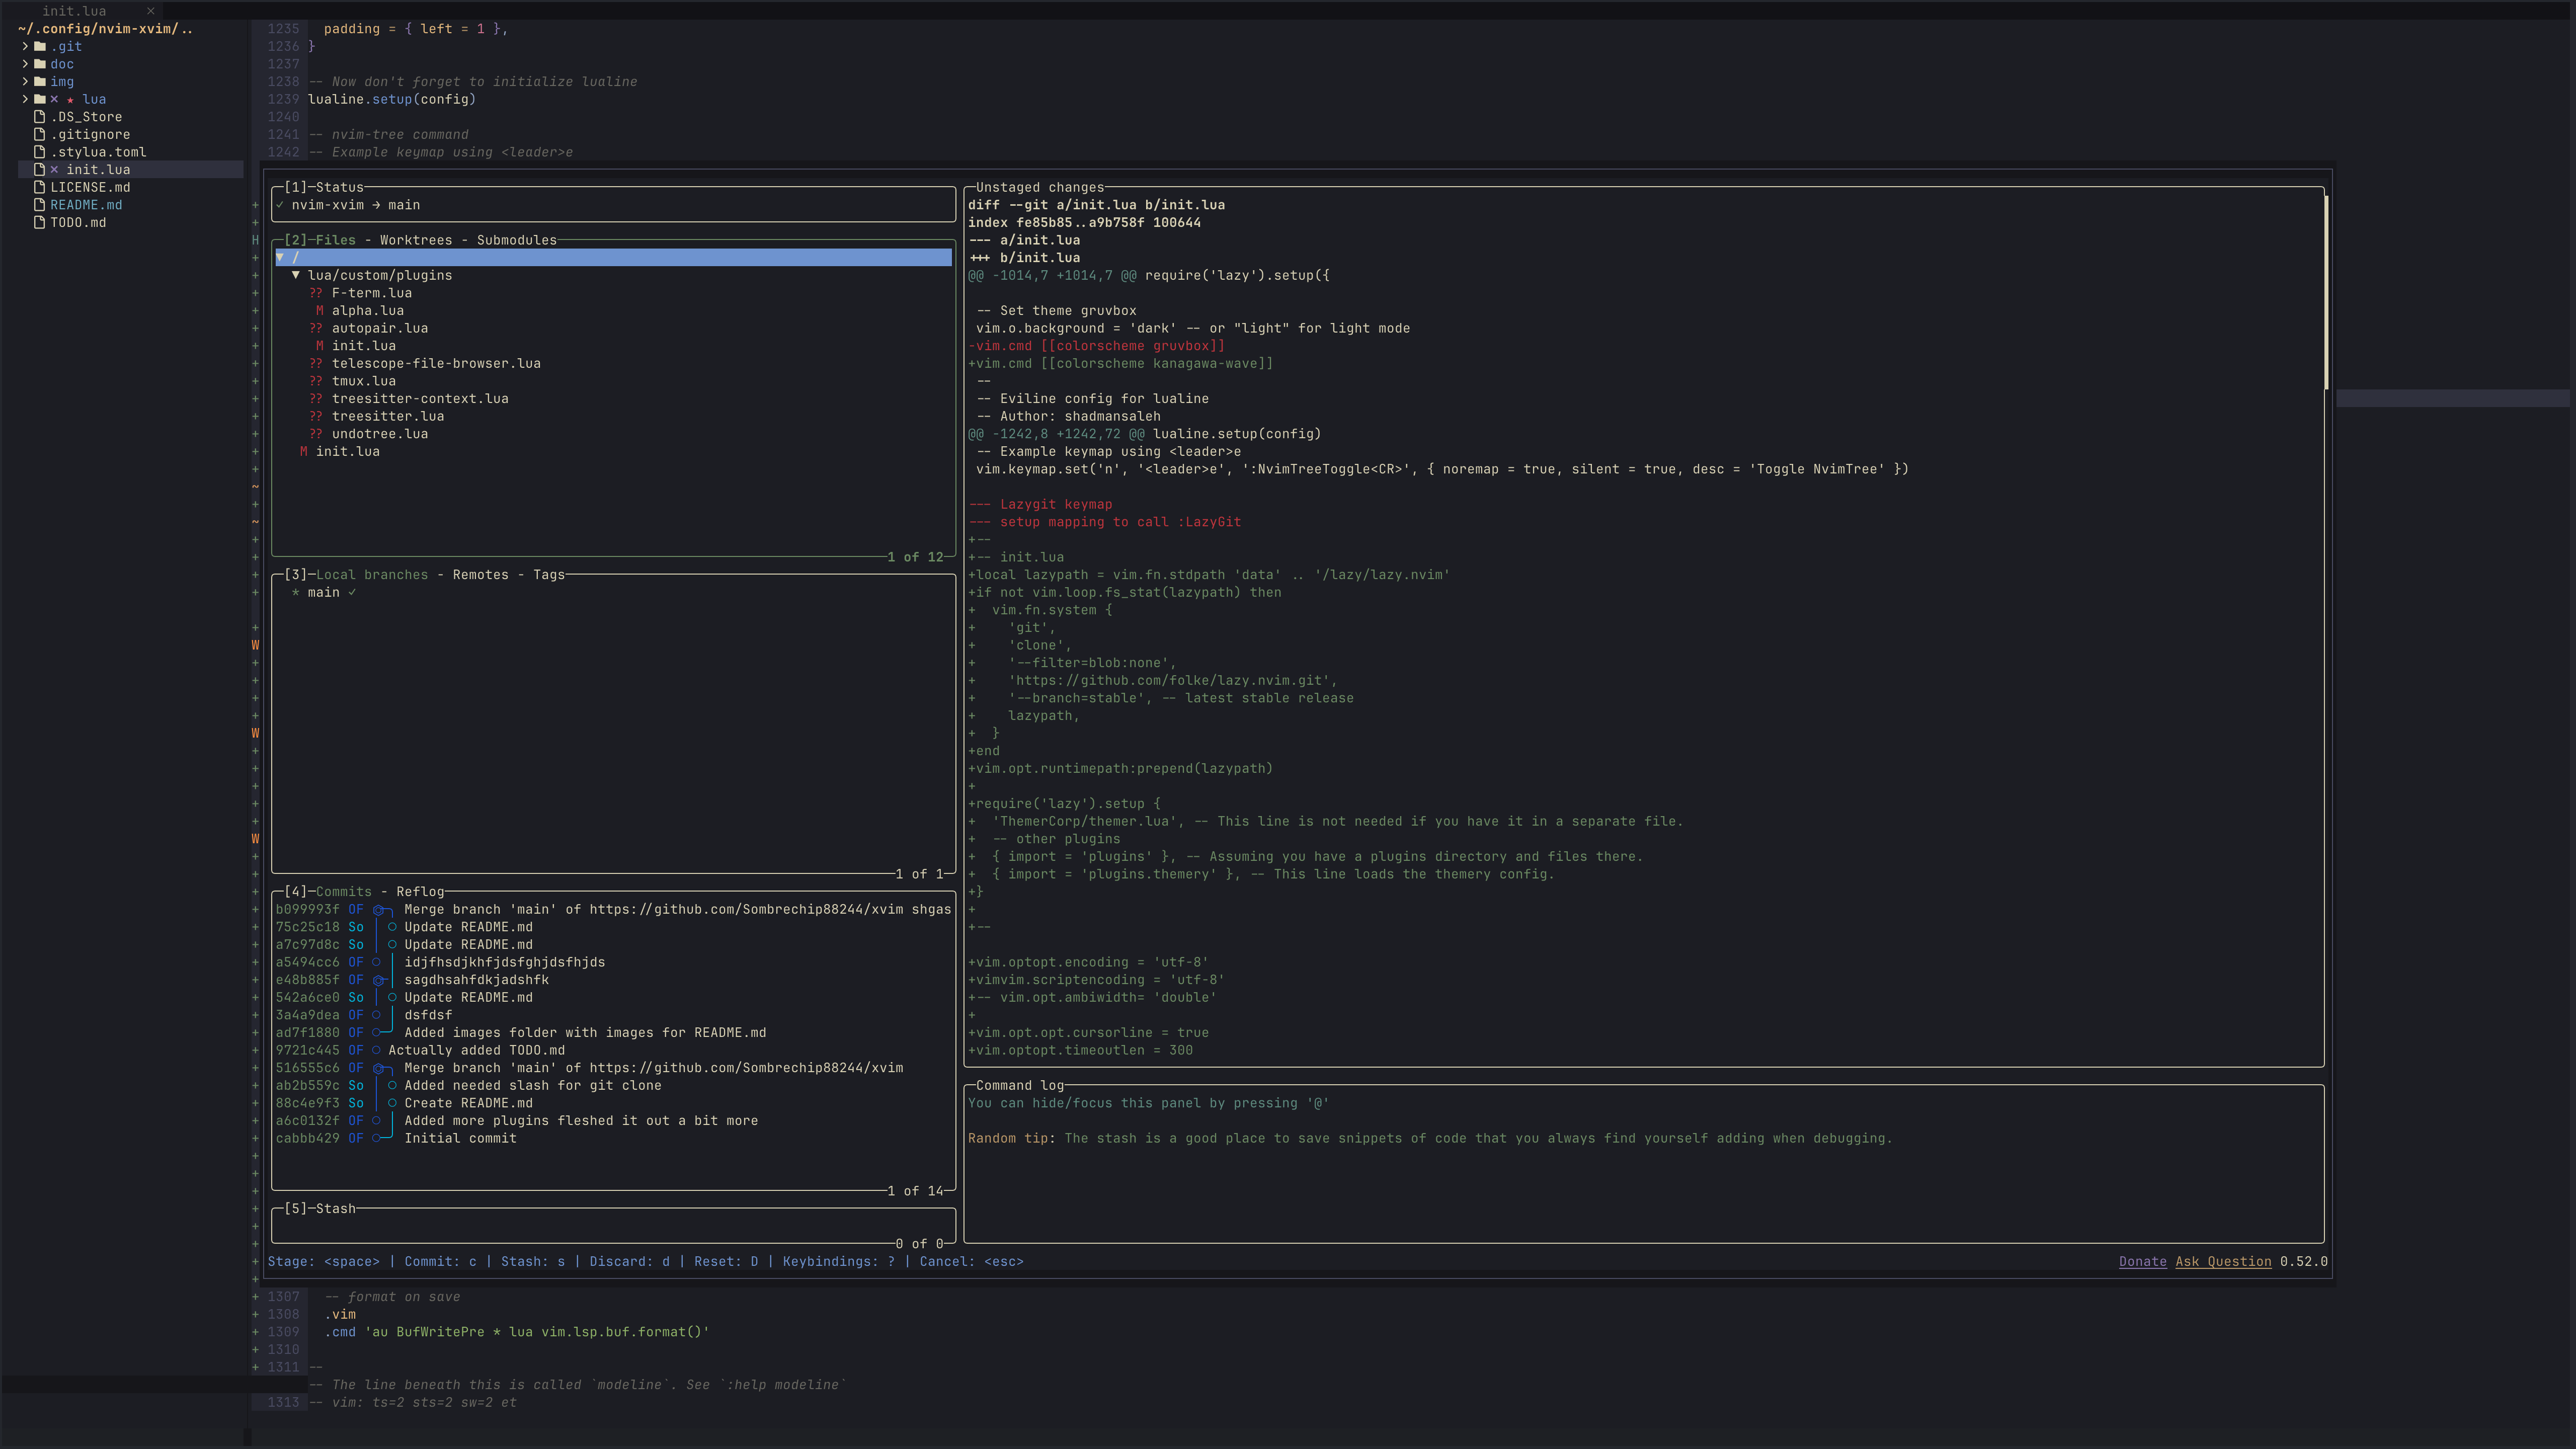 init.lua ×
~/.config/nvim-xvim/..
.git
doc
img
× ★ lua
.DS_Store
.gitignore
.stylua.toml
× init.lua
LICENSE.md
README.md
TODO.md
1235   padding = { left = 1 },
1236 }
1237
1238 -- Now don't forget to initialize lualine
1239 lualine.setup(config)
1240
1241 -- nvim-tree command
1242 -- Example keymap using <leader>e
[1]─Status
✓ nvim-xvim → main
[2]─Files - Worktrees - Submodules
▼ /
▼ lua/custom/plugins
?? F-term.lua
M alpha.lua
?? autopair.lua
M init.lua
?? telescope-file-browser.lua
?? tmux.lua
?? treesitter-context.lua
?? treesitter.lua
?? undotree.lua
M init.lua
1 of 12
[3]─Local branches - Remotes - Tags
* main ✓
1 of 1
[4]─Commits - Reflog
b099993f OF Merge branch 'main' of https://github.com/Sombrechip88244/xvim shgas
75c25c18 So Update README.md
a7c97d8c So Update README.md
a5494cc6 OF idjfhsdjkhfjdsfghjdsfhjds
e48b885f OF sagdhsahfdkjadshfk
542a6ce0 So Update README.md
3a4a9dea OF dsfdsf
ad7f1880 OF Added images folder with images for README.md
9721c445 OF Actually added TODO.md
516555c6 OF Merge branch 'main' of https://github.com/Sombrechip88244/xvim
ab2b559c So Added needed slash for git clone
88c4e9f3 So Create README.md
a6c0132f OF Added more plugins fleshed it out a bit more
cabbb429 OF Initial commit
1 of 14
[5]─Stash
0 of 0
Unstaged changes
diff --git a/init.lua b/init.lua
index fe85b85..a9b758f 100644
--- a/init.lua
+++ b/init.lua
@@ -1014,7 +1014,7 @@ require('lazy').setup({
 -- Set theme gruvbox
 vim.o.background = 'dark' -- or "light" for light mode
-vim.cmd [[colorscheme gruvbox]]
+vim.cmd [[colorscheme kanagawa-wave]]
 --
 -- Eviline config for lualine
 -- Author: shadmansaleh
@@ -1242,8 +1242,72 @@ lualine.setup(config)
 -- Example keymap using <leader>e
 vim.keymap.set('n', '<leader>e', ':NvimTreeToggle<CR>', { noremap = true, silent = true, desc = 'Toggle NvimTree' })
--- Lazygit keymap
--- setup mapping to call :LazyGit
+--
+-- init.lua
+local lazypath = vim.fn.stdpath 'data' .. '/lazy/lazy.nvim'
+if not vim.loop.fs_stat(lazypath) then
+  vim.fn.system {
+    'git',
+    'clone',
+    '--filter=blob:none',
+    'https://github.com/folke/lazy.nvim.git',
+    '--branch=stable', -- latest stable release
+    lazypath,
+  }
+end
+vim.opt.runtimepath:prepend(lazypath)
+
+require('lazy').setup {
+  'ThemerCorp/themer.lua', -- This line is not needed if you have it in a separate file.
+  -- other plugins
+  { import = 'plugins' }, -- Assuming you have a plugins directory and files there.
+  { import = 'plugins.themery' }, -- This line loads the themery config.
+}
+
+--
+vim.optopt.encoding = 'utf-8'
+vimvim.scriptencoding = 'utf-8'
+-- vim.opt.ambiwidth= 'double'
+
+vim.opt.opt.cursorline = true
+vim.optopt.timeoutlen = 300
Command log
You can hide/focus this panel by pressing '@'
Random tip: The stash is a good place to save snippets of code that you always find yourself adding when debugging.
Stage: <space> | Commit: c | Stash: s | Discard: d | Reset: D | Keybindings: ? | Cancel: <esc>
Donate Ask Question 0.52.0
+ 1307   -- format on save
+ 1308   .vim
+ 1309   .cmd 'au BufWritePre * lua vim.lsp.buf.format()'
+ 1310
+ 1311 --
-- The line beneath this is called `modeline`. See `:help modeline`
1313 -- vim: ts=2 sts=2 sw=2 et